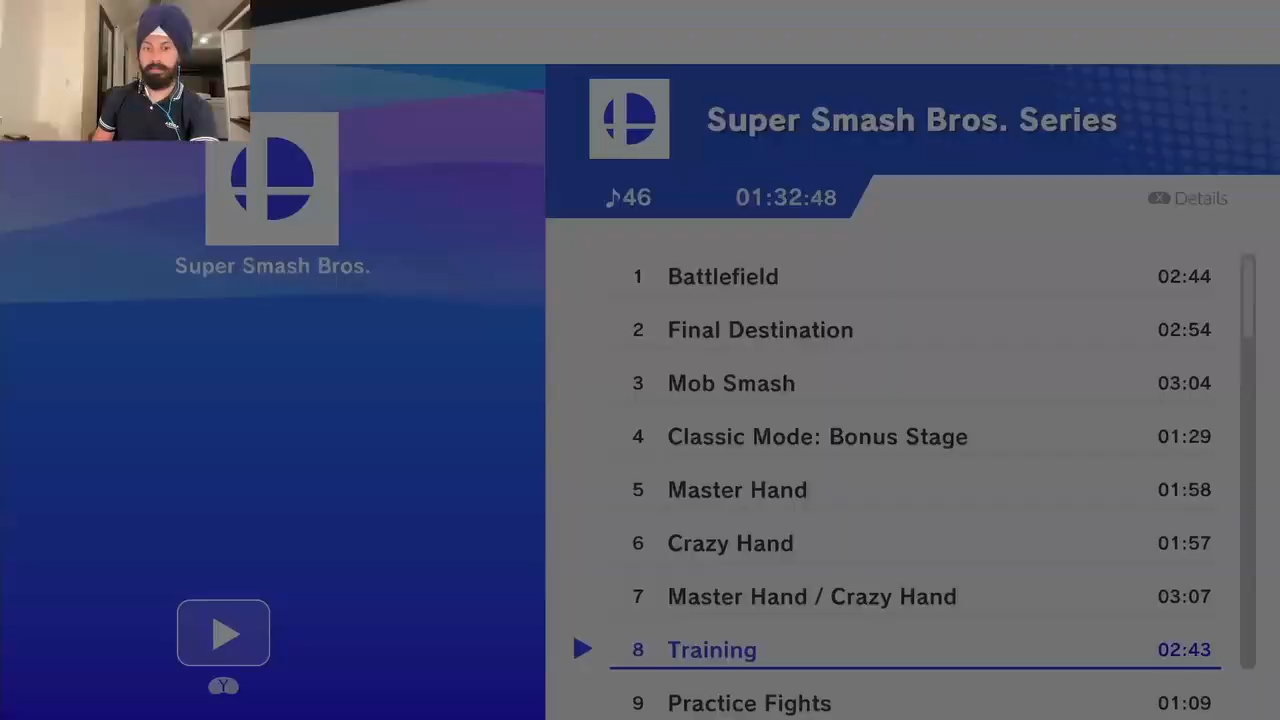 Super Smash Bros. Series
♪46 01:32:48
X Details
Super Smash Bros.
1 Battlefield 02:44
2 Final Destination 02:54
3 Mob Smash 03:04
4 Classic Mode: Bonus Stage 01:29
5 Master Hand 01:58
6 Crazy Hand 01:57
7 Master Hand / Crazy Hand 03:07
8 Training 02:43
9 Practice Fights 01:09
Y